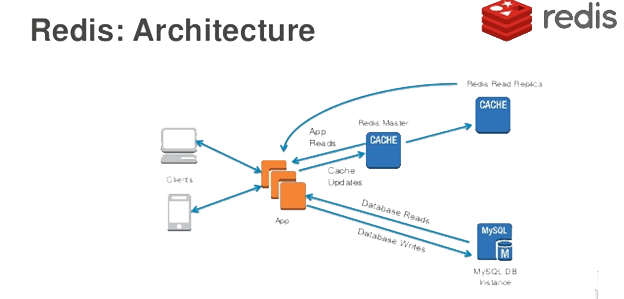 Redis: Architecture
redis
Redis Read Replica
CACHE
Redis Master
CACHE
App
Reads
Cache
Updates
Clients
App
Database Reads
Database Writes
MySQL
M
MySQL DB
Instance